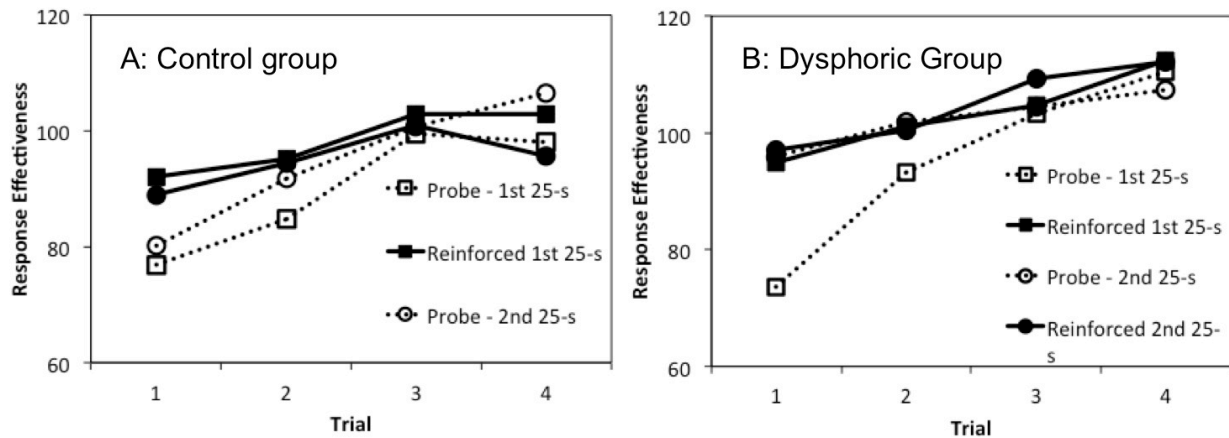 A: Control group
Response Effectiveness
120
100
80
60
Probe - 1st 25-s
Reinforced 1st 25-s
Probe - 2nd 25-s
1
2
3
4
Trial
B: Dysphoric Group
Response Effectiveness
120
100
80
60
Probe - 1st 25-s
Reinforced 1st 25-s
Probe - 2nd 25-s
Reinforced 2nd 25-
s
1
2
3
4
Trial